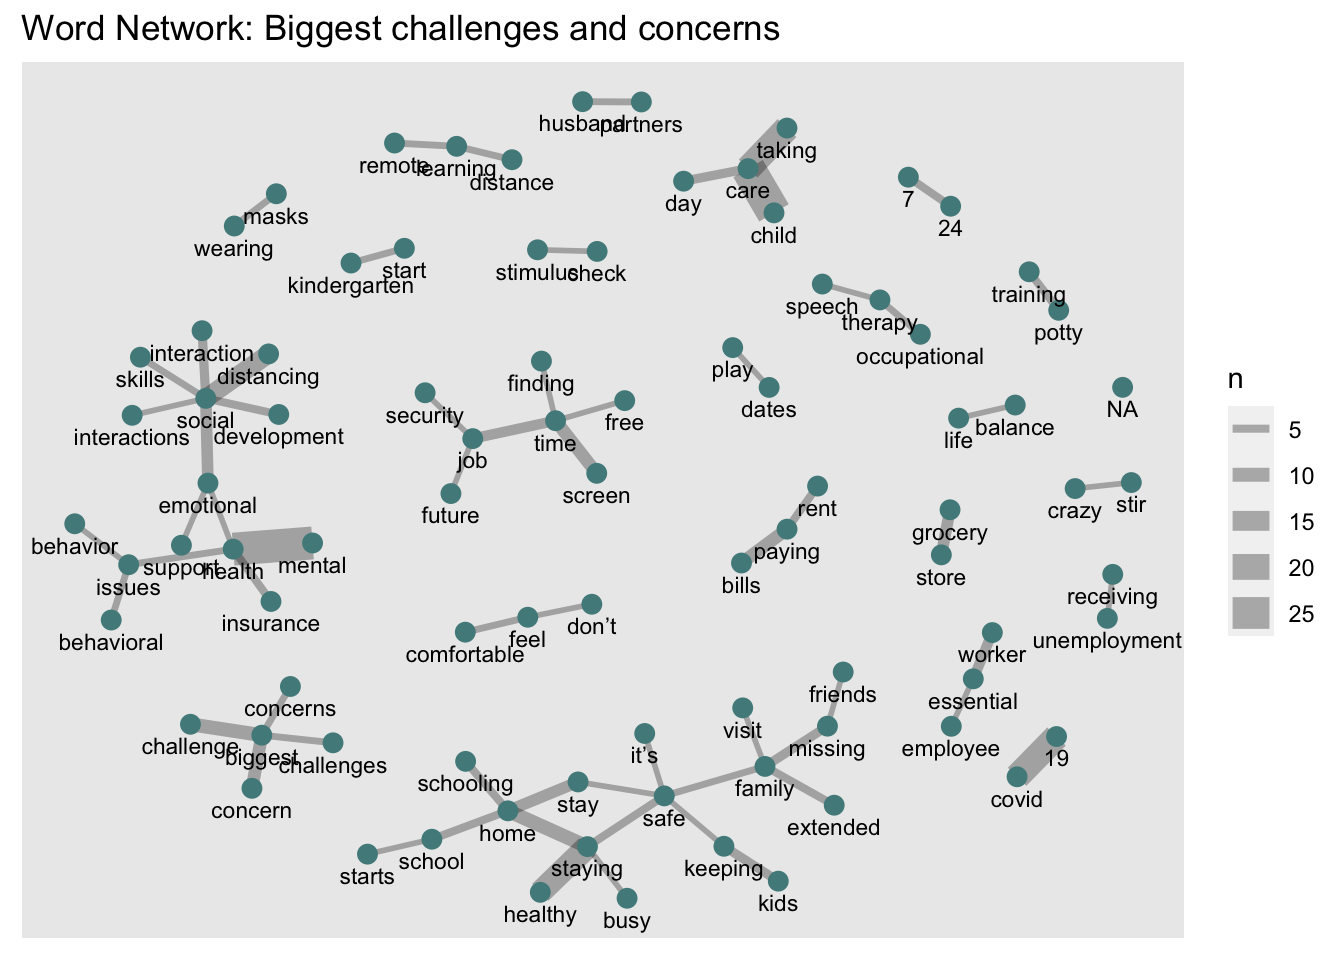 Word Network: Biggest challenges and concerns
husband
partners
remote
learning
distance
taking
care
day
child
7
24
masks
wearing
kindergarten
start
stimulus
check
speech
therapy
occupational
training
potty
interaction
skills
distancing
social
interactions
development
emotional
finding
security
free
time
job
screen
future
play
dates
NA
life
balance
crazy
stir
behavior
issues
support
health
mental
insurance
behavioral
rent
paying
bills
grocery
store
receiving
unemployment
comfortable
feel
don’t
worker
essential
employee
concerns
challenge
biggest
challenges
concern
19
covid
friends
visit
missing
it’s
family
extended
schooling
stay
safe
home
school
starts
staying
keeping
kids
healthy
busy
n
5
10
15
20
25